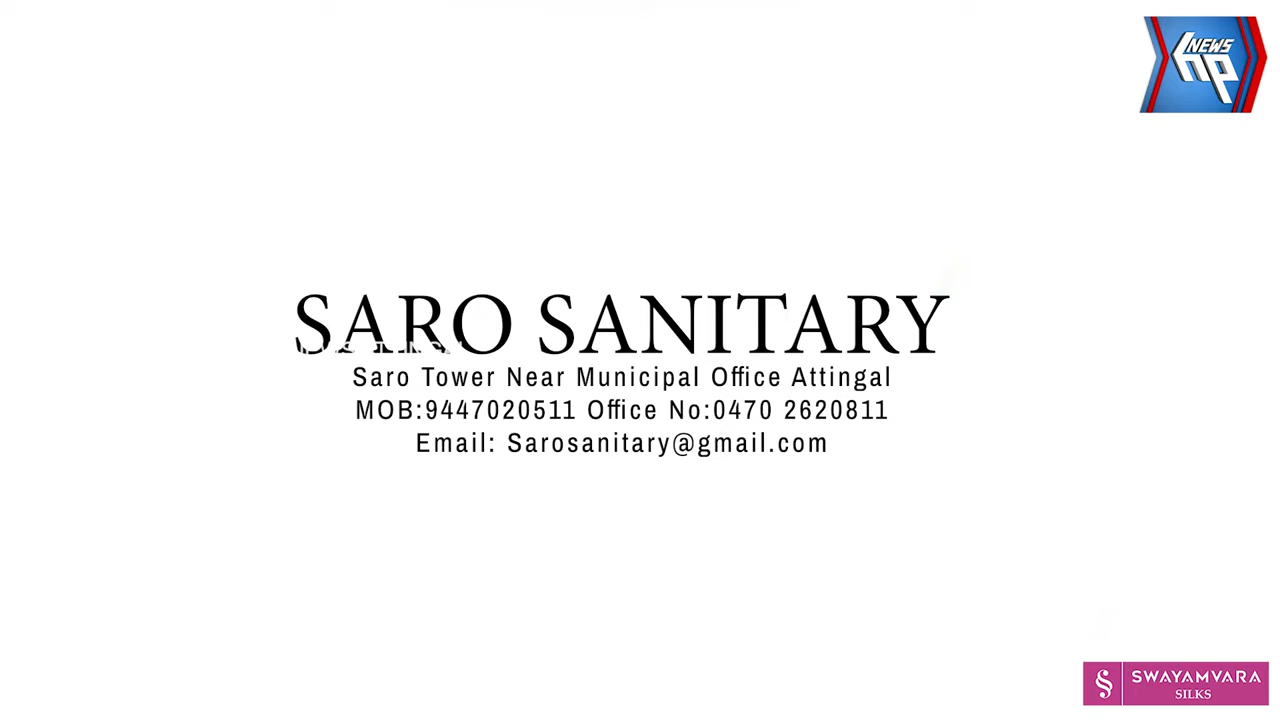 NEWS
np
SARO SANITARY
Saro Tower Near Municipal Office Attingal
MOB:9447020511 Office No:0470 2620811
Email: Sarosanitary@gmail.com
SWAYAMVARA
SILKS